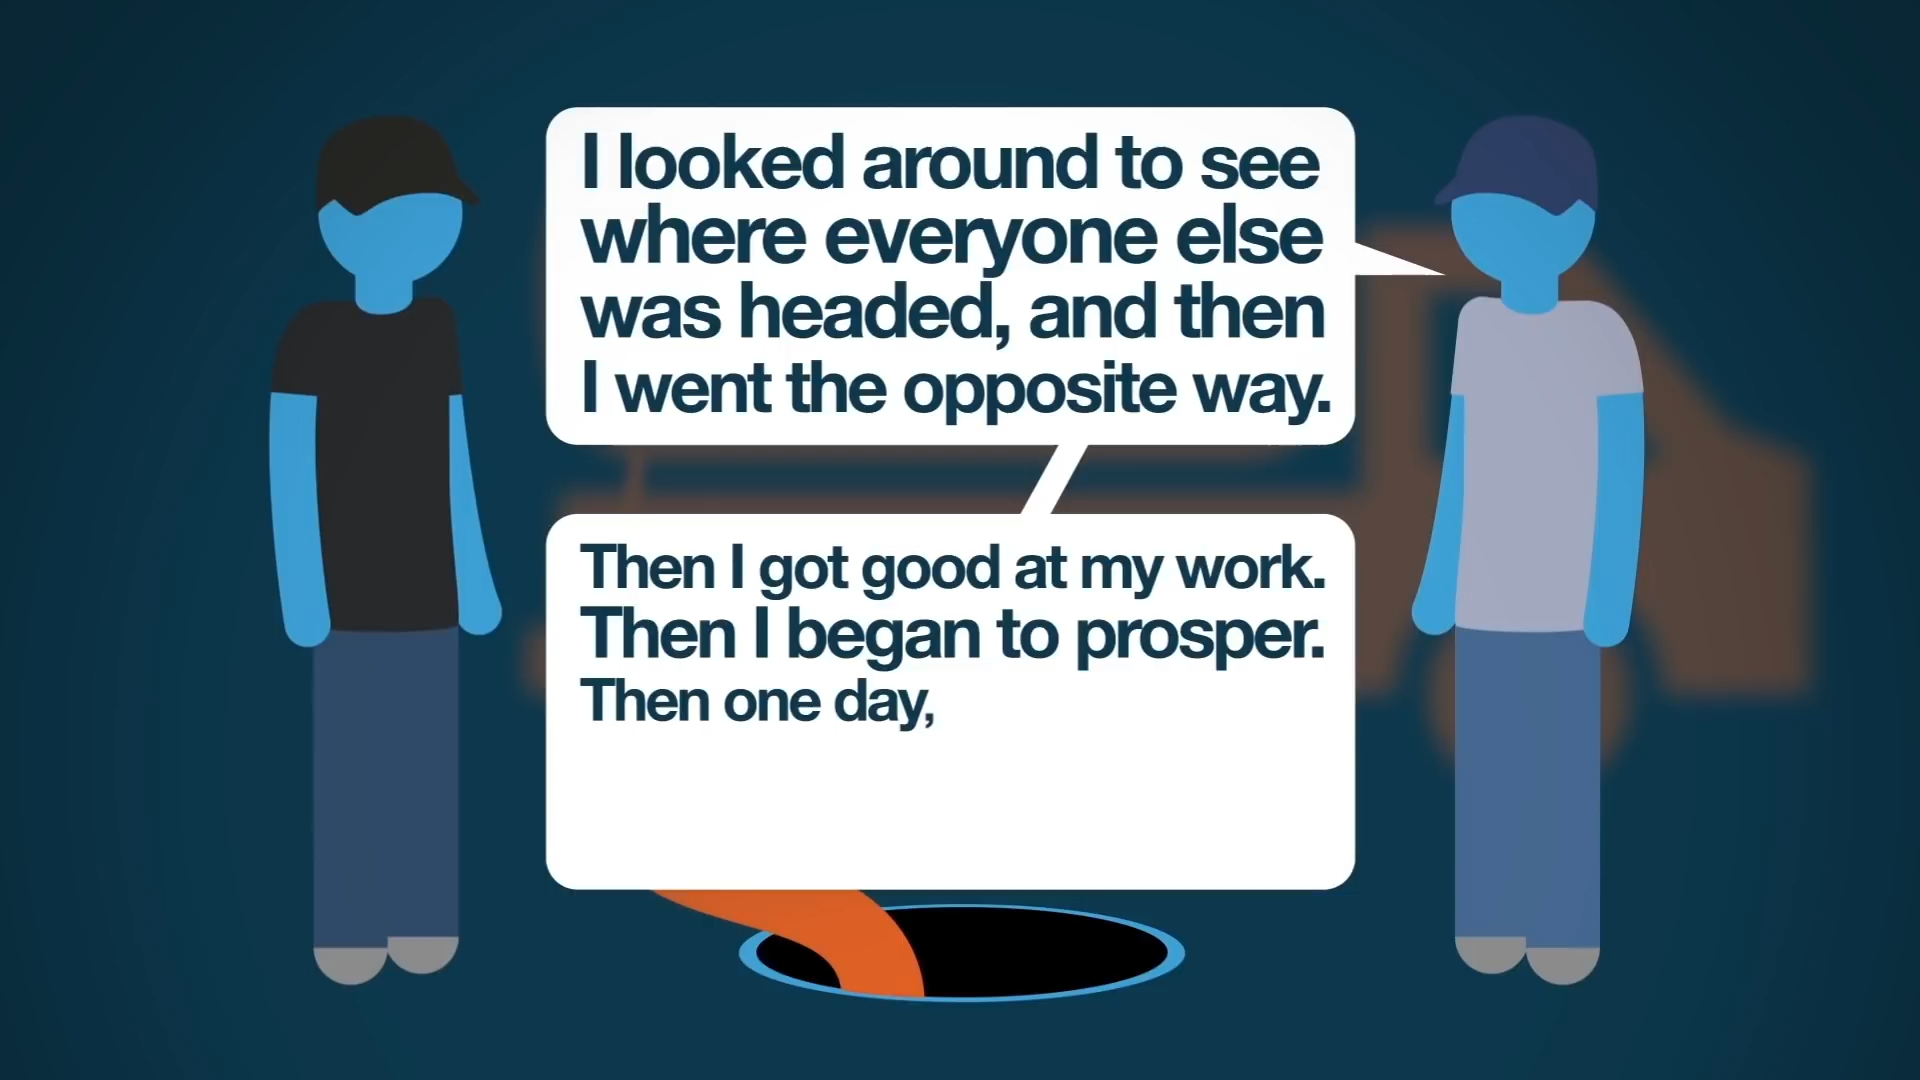 I looked around to see
where everyone else
was headed, and then
I went the opposite way.
Then I got good at my work.
Then I began to prosper.
Then one day,